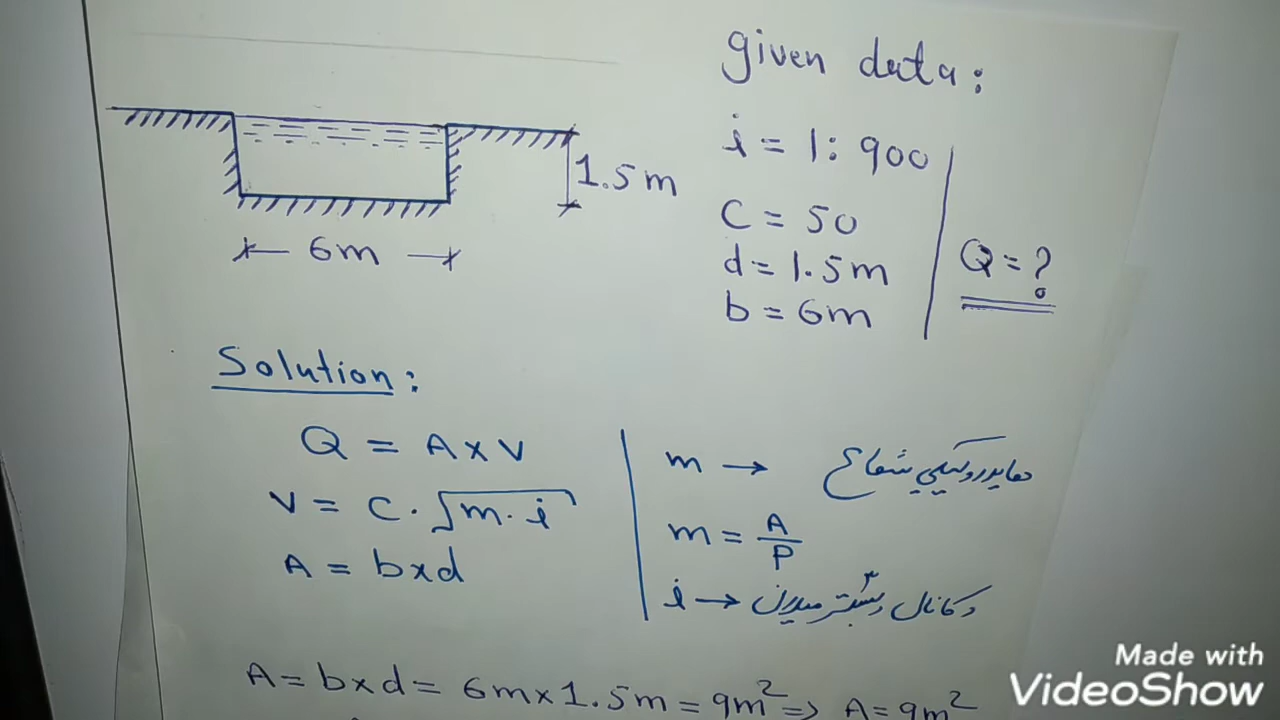 given data:
1.5m
6m
i = 1: 900
C = 50
d = 1.5m
b = 6m
Q = ?
Solution:
Q = A x V
V = C . √m . i
A = b x d
m → هایدرولیکي شعاع
m = A/P
i → د کانال د بستر میلان
A = b x d = 6m x 1.5m = 9m² => A = 9m²
Made with
VideoShow